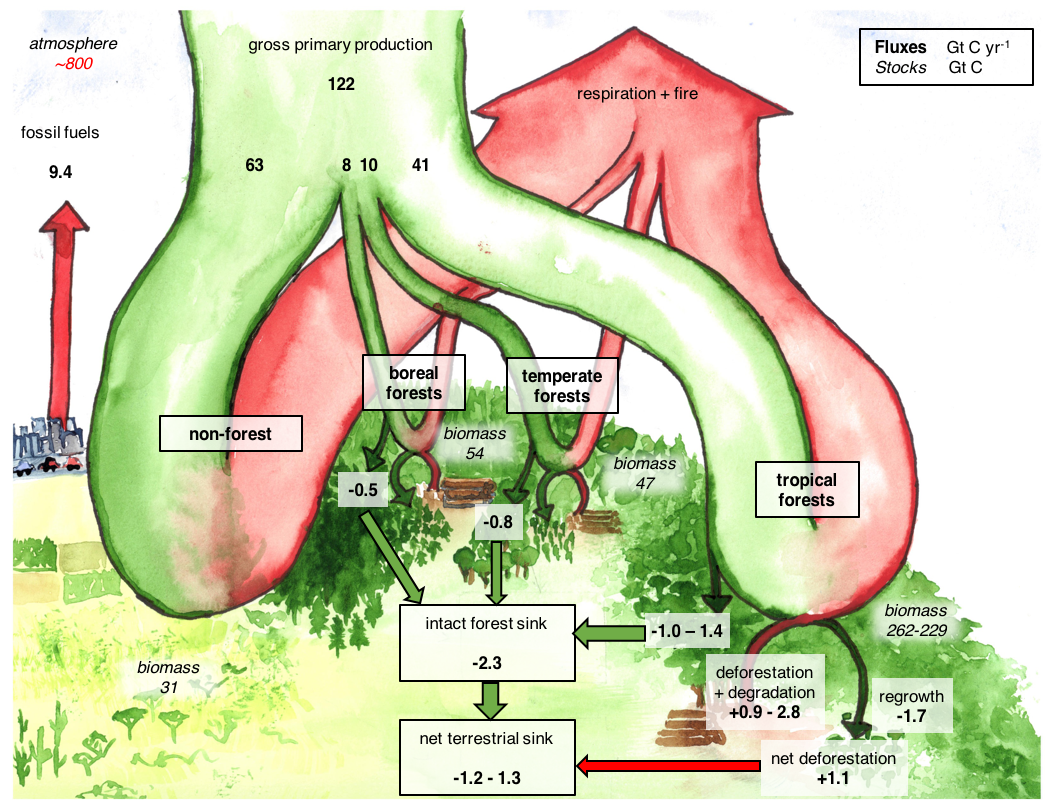 atmosphere
~800
gross primary production
122
Fluxes Gt C yr-1
Stocks Gt C
respiration + fire
fossil fuels
9.4
63 8 10 41
boreal
forests
temperate
forests
non-forest
biomass
54
biomass
47
tropical
forests
-0.5
-0.8
intact forest sink
-2.3
-1.0 – 1.4
biomass
262-229
biomass
31
deforestation
+ degradation
+0.9 - 2.8
regrowth
-1.7
net terrestrial sink
-1.2 - 1.3
net deforestation
+1.1